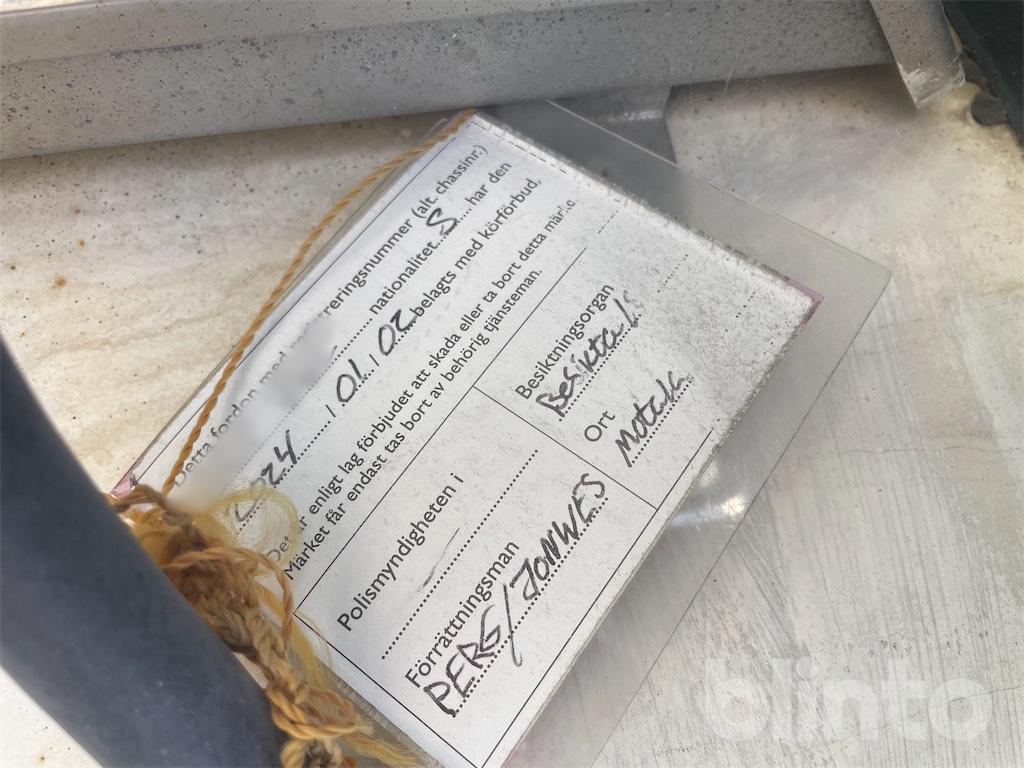 Detta fordon med registreringsnummer (alt. chassinr.)
nationalitet S har den
2024 / 01 / 02 belagts med körförbud.
Det är enligt lag förbjudet att skada eller ta bort detta märke.
Märket får endast tas bort av behörig tjänsteman.
Polismyndigheten i
Besiktningsorgan
Besikta
Ort
Motala
Förrättningsman
PERG/JONWES
blinto